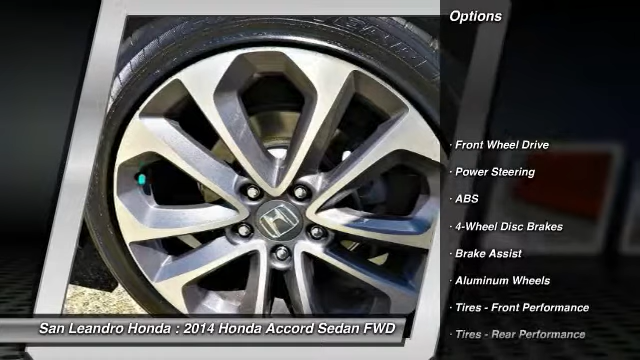 Options
· Front Wheel Drive
· Power Steering
· ABS
· 4-Wheel Disc Brakes
· Brake Assist
· Aluminum Wheels
· Tires - Front Performance
· Tires - Rear Performance
San Leandro Honda : 2014 Honda Accord Sedan FWD